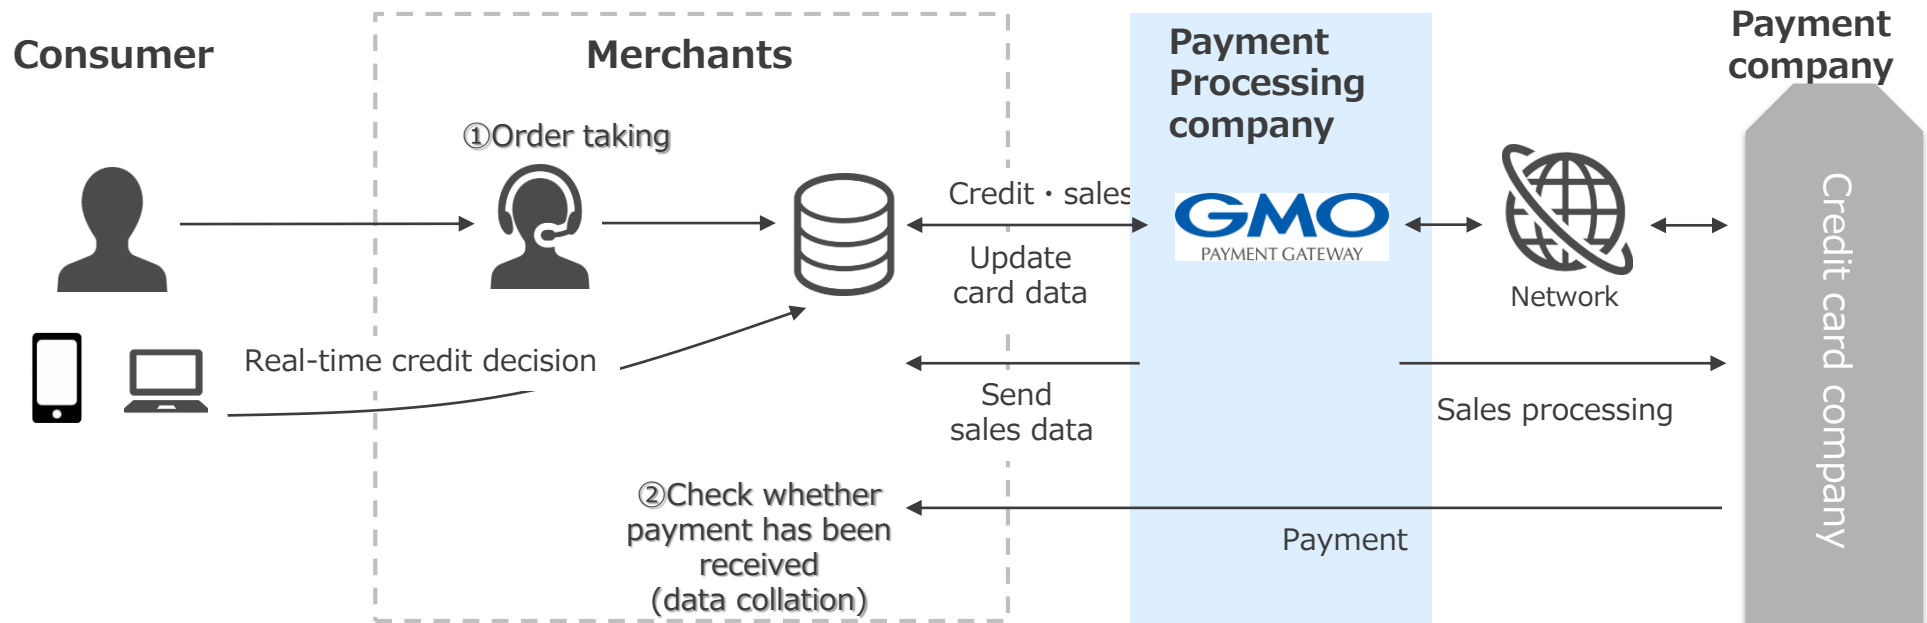 Consumer
Merchants
Payment
Processing
company
Payment
company
①Order taking
Credit・sales
GMO
PAYMENT GATEWAY
Update
card data
Network
Real-time credit decision
Send
sales data
Sales processing
②Check whether
payment has been
received
(data collation)
Payment
Credit card company